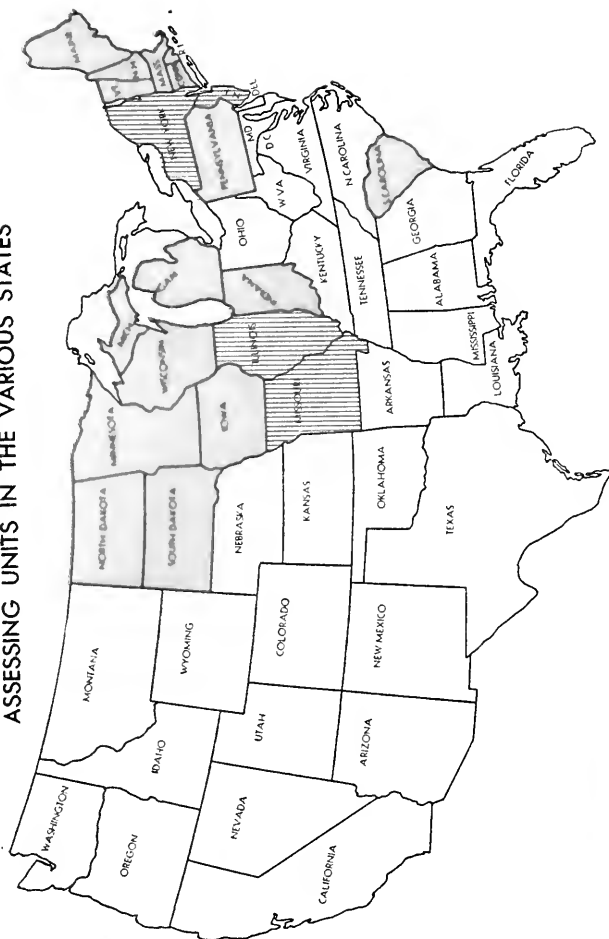 ASSESSING UNITS IN THE VARIOUS STATES
WASHINGTON
OREGON
CALIFORNIA
NEVADA
IDAHO
MONTANA
WYOMING
UTAH
ARIZONA
COLORADO
NEW MEXICO
NORTH DAKOTA
SOUTH DAKOTA
NEBRASKA
KANSAS
OKLAHOMA
TEXAS
MINNESOTA
IOWA
MISSOURI
ARKANSAS
LOUISIANA
WISCONSIN
ILLINOIS
INDIANA
OHIO
KENTUCKY
TENNESSEE
MISSISSIPPI
ALABAMA
GEORGIA
FLORIDA
S CAROLINA
N CAROLINA
VIRGINIA
W VA
D C
MD
DEL
PENNSYLVANIA
NEW YORK
MASS
MAINE